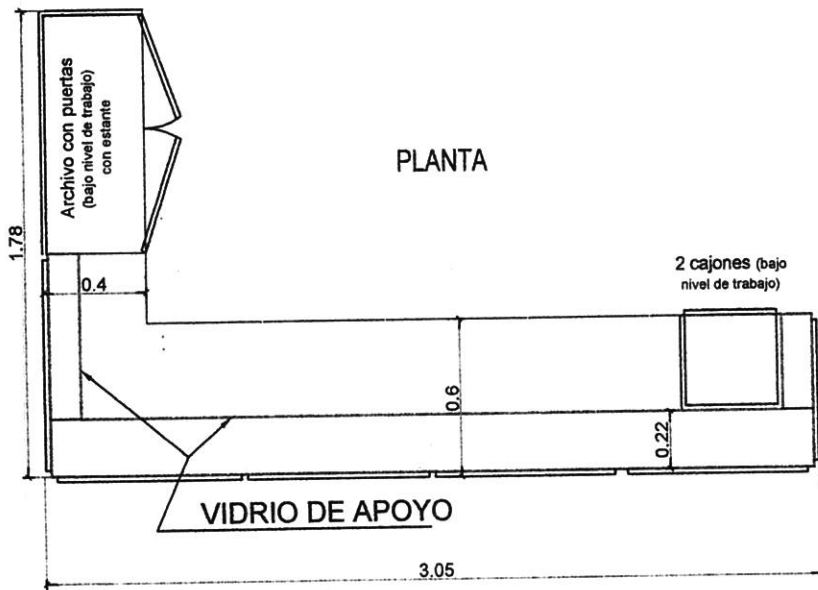 Archivo con puertas
(bajo nivel de trabajo)
con estante
PLANTA
1.78
2 cajones (bajo
nivel de trabajo)
0.4
0.6
0.22
VIDRIO DE APOYO
3.05